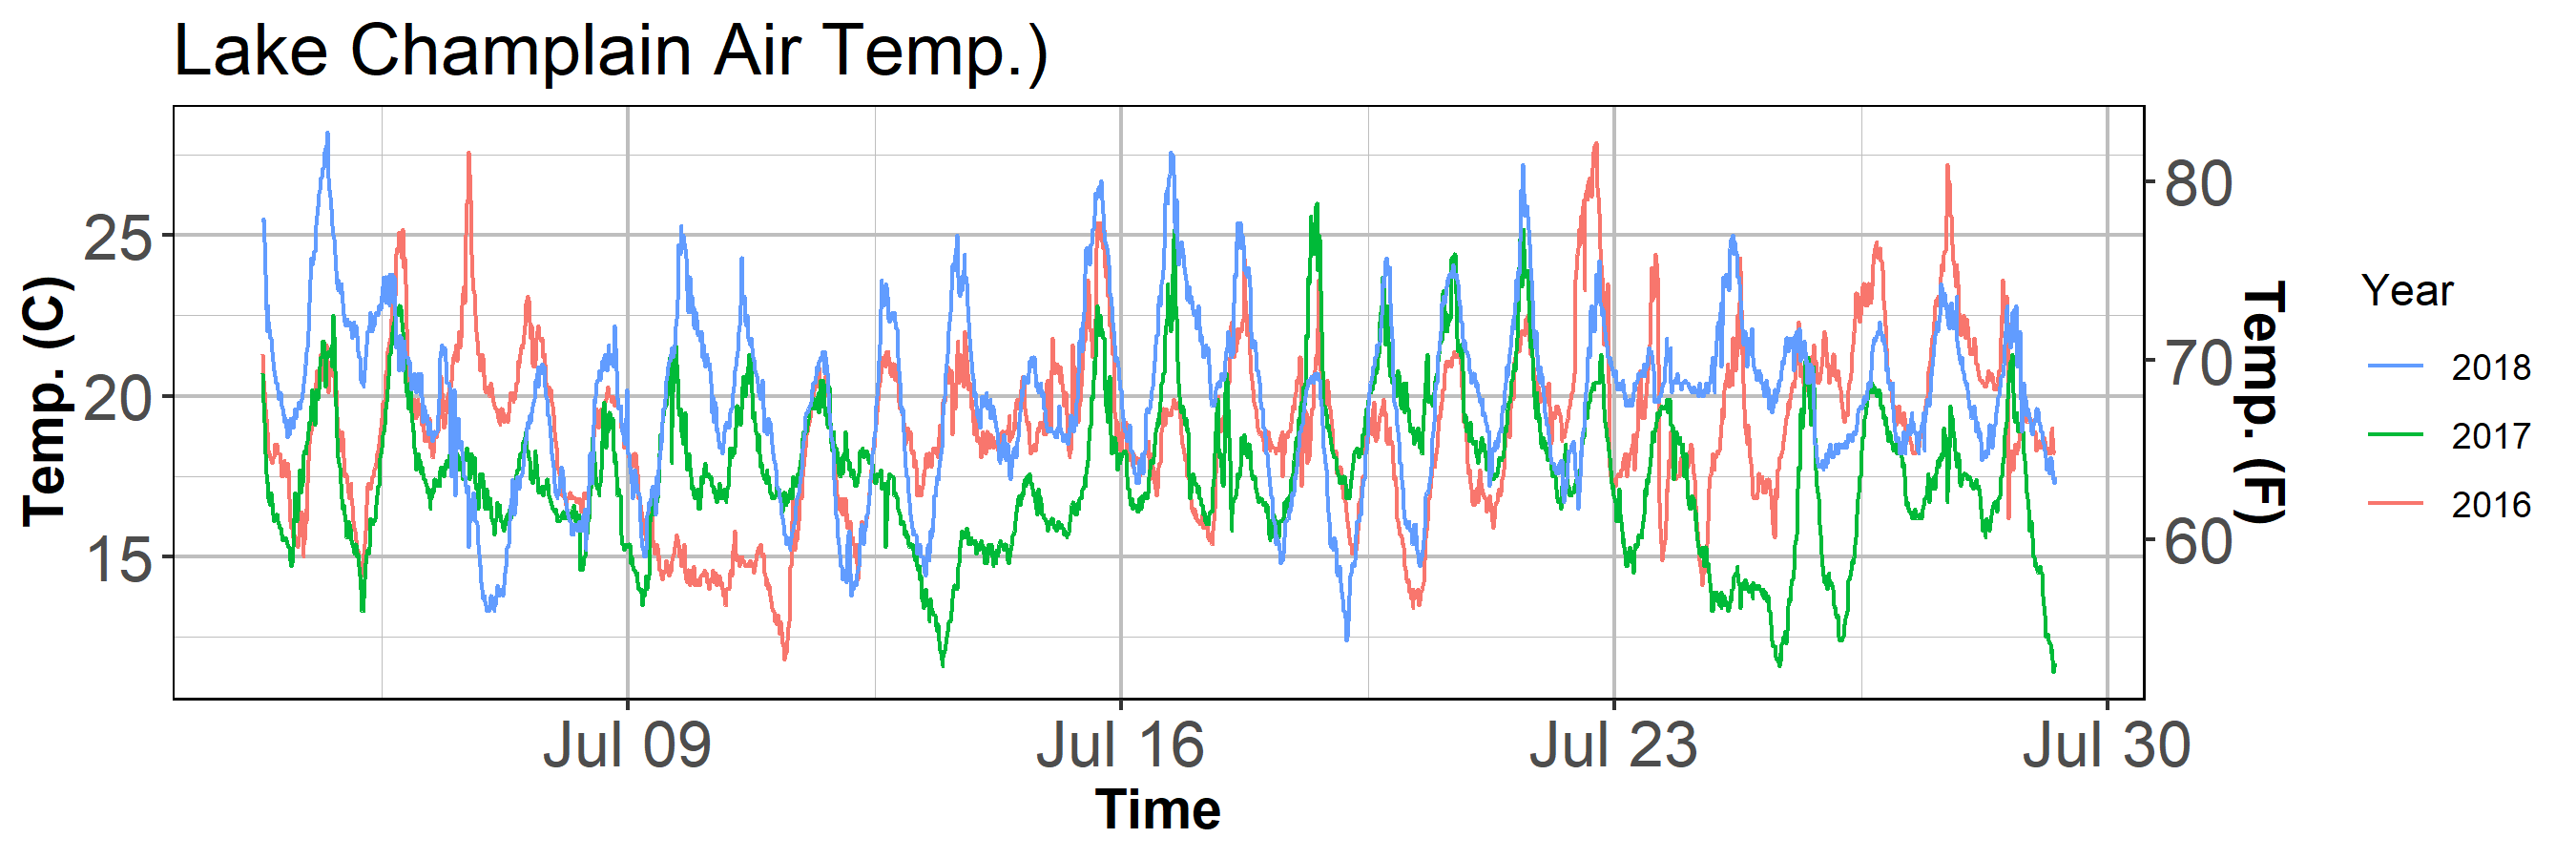 Lake Champlain Air Temp.)
Temp. (C)
25
20
15
80
70
60
Temp. (F)
Jul 09
Jul 16
Jul 23
Jul 30
Time
Year
2018
2017
2016